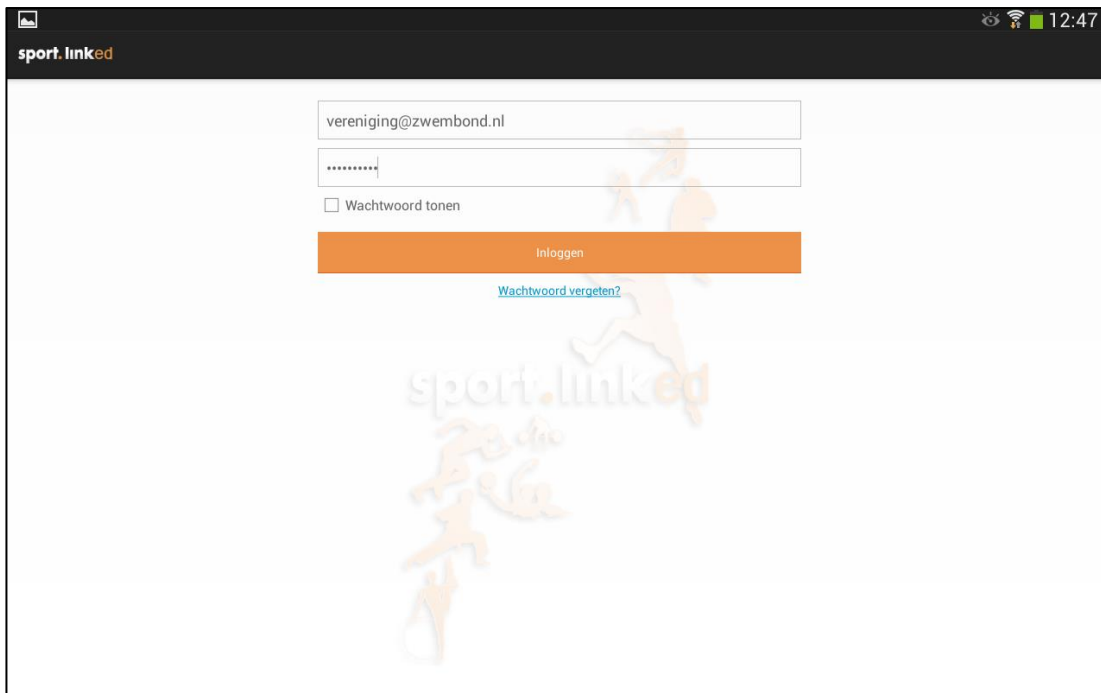 12:47
sport.linked
vereniging@zwembond.nl
••••••••••
Wachtwoord tonen
Inloggen
Wachtwoord vergeten?
sport.linked